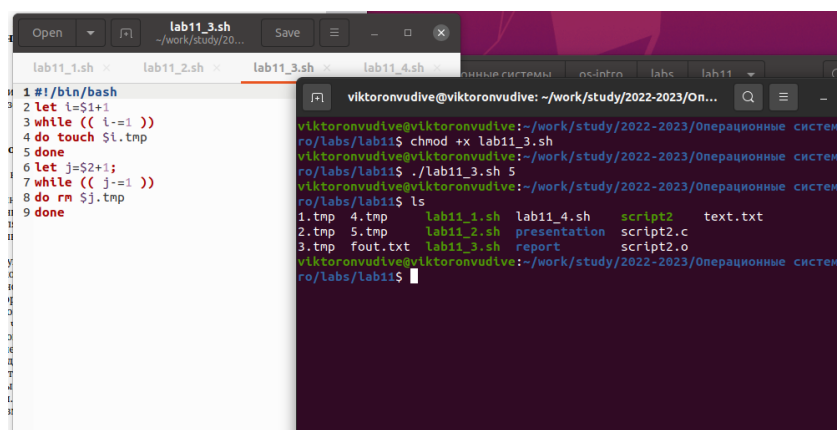 Open
lab11_3.sh
~/work/study/20...
Save
lab11_1.sh ×
lab11_2.sh ×
lab11_3.sh ×
lab11_4.sh ×
1 #!/bin/bash
2 let i=$1+1
3 while (( i-=1 ))
4 do touch $i.tmp
5 done
6 let j=$2+1;
7 while (( j-=1 ))
8 do rm $j.tmp
9 done
онные системы os-intro labs lab11
viktoronvudive@viktoronvudive: ~/work/study/2022-2023/Оп...
viktoronvudive@viktoronvudive:~/work/study/2022-2023/Операционные систем
ro/labs/lab11$ chmod +x lab11_3.sh
viktoronvudive@viktoronvudive:~/work/study/2022-2023/Операционные систем
ro/labs/lab11$ ./lab11_3.sh 5
viktoronvudive@viktoronvudive:~/work/study/2022-2023/Операционные систем
ro/labs/lab11$ ls
1.tmp 4.tmp lab11_1.sh lab11_4.sh script2 text.txt
2.tmp 5.tmp lab11_2.sh presentation script2.c
3.tmp fout.txt lab11_3.sh report script2.o
viktoronvudive@viktoronvudive:~/work/study/2022-2023/Операционные систем
ro/labs/lab11$